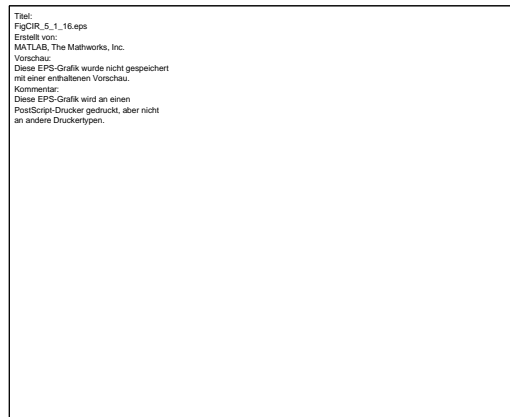 Titel:
FigCIR_5_1_16.eps
Erstellt von:
MATLAB, The Mathworks, Inc.
Vorschau:
Diese EPS-Grafik wurde nicht gespeichert
mit einer enthaltenen Vorschau.
Kommentar:
Diese EPS-Grafik wird an einen
PostScript-Drucker gedruckt, aber nicht
an andere Druckertypen.